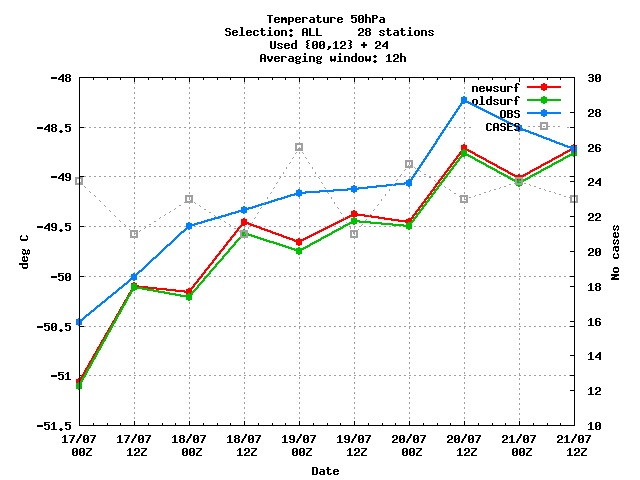 Temperature 50hPa
Selection: ALL     28 stations
Used {00,12} + 24
Averaging window: 12h
newsurf
oldsurf
OBS
CASES
-48
-48.5
-49
-49.5
-50
-50.5
-51
-51.5
deg C
30
28
26
24
22
20
18
16
14
12
10
No cases
17/07 17/07 18/07 18/07 19/07 19/07 20/07 20/07 21/07 21/07
00Z 12Z 00Z 12Z 00Z 12Z 00Z 12Z 00Z 12Z
Date